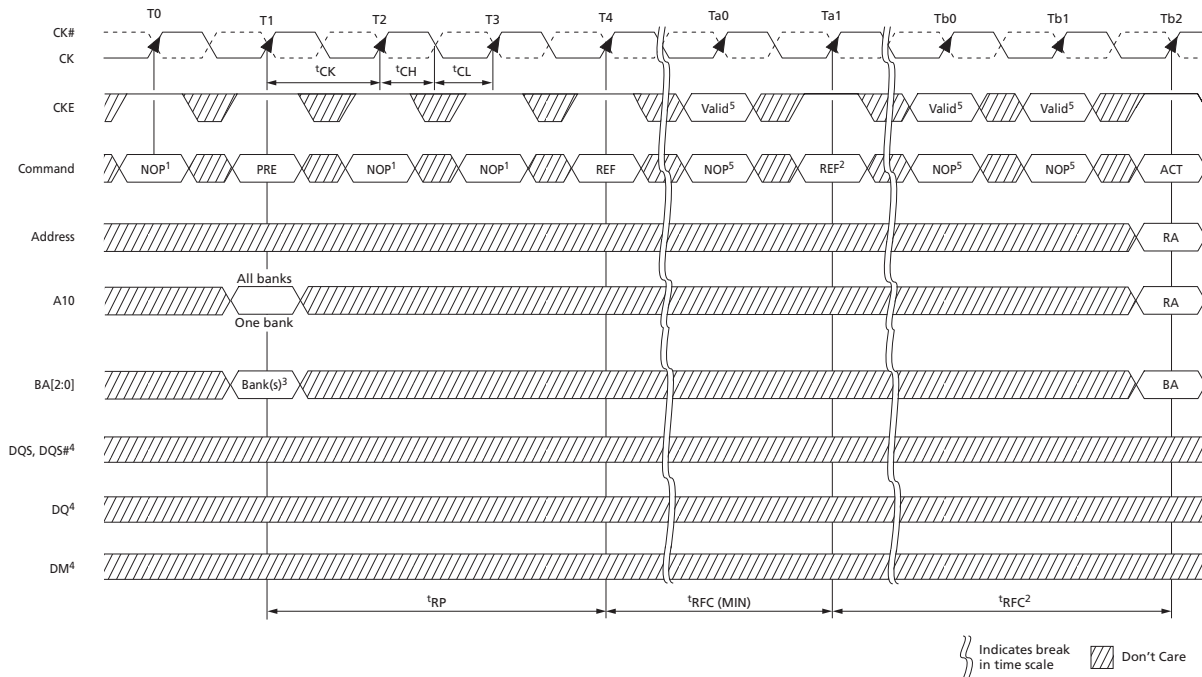 T0 T1 T2 T3 T4 Ta0 Ta1 Tb0 Tb1 Tb2
CK#
CK
tCK tCH tCL
CKE Valid5 Valid5 Valid5
Command NOP1 PRE NOP1 NOP1 REF NOP5 REF2 NOP5 NOP5 ACT
Address RA
All banks
A10 RA
One bank
BA[2:0] Bank(s)3 BA
DQS, DQS#4
DQ4
DM4
tRP tRFC (MIN) tRFC2
Indicates break
in time scale
Don't Care